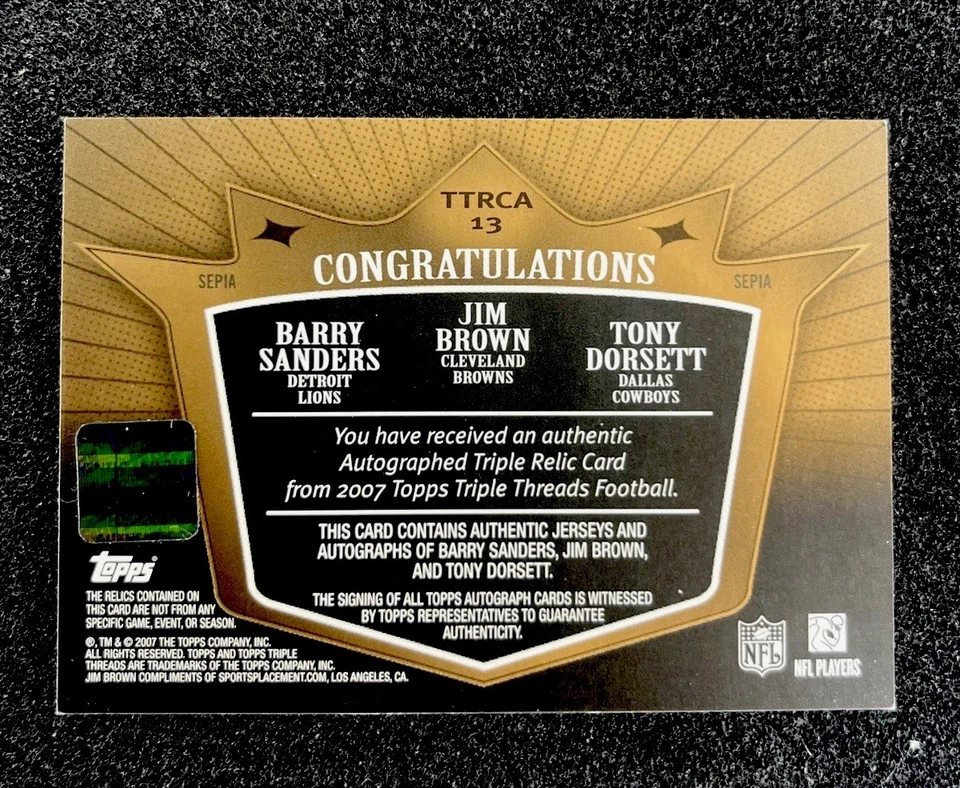 TTRCA
13
CONGRATULATIONS
SEPIA
SEPIA
BARRY
SANDERS
DETROIT
LIONS
JIM
BROWN
CLEVELAND
BROWNS
TONY
DORSETT
DALLAS
COWBOYS
You have received an authentic
Autographed Triple Relic Card
from 2007 Topps Triple Threads Football.
THIS CARD CONTAINS AUTHENTIC JERSEYS AND
AUTOGRAPHS OF BARRY SANDERS, JIM BROWN,
AND TONY DORSETT.
THE SIGNING OF ALL TOPPS AUTOGRAPH CARDS IS WITNESSED
BY TOPPS REPRESENTATIVES TO GUARANTEE
AUTHENTICITY.
topps®
THE RELICS CONTAINED ON
THIS CARD ARE NOT FROM ANY
SPECIFIC GAME, EVENT, OR SEASON.
®, TM & © 2007 THE TOPPS COMPANY, INC.
ALL RIGHTS RESERVED. TOPPS AND TOPPS TRIPLE
THREADS ARE TRADEMARKS OF THE TOPPS COMPANY, INC.
JIM BROWN COMPLIMENTS OF SPORTSPLACEMENT.COM, LOS ANGELES, CA.
NFL
NFL PLAYERS